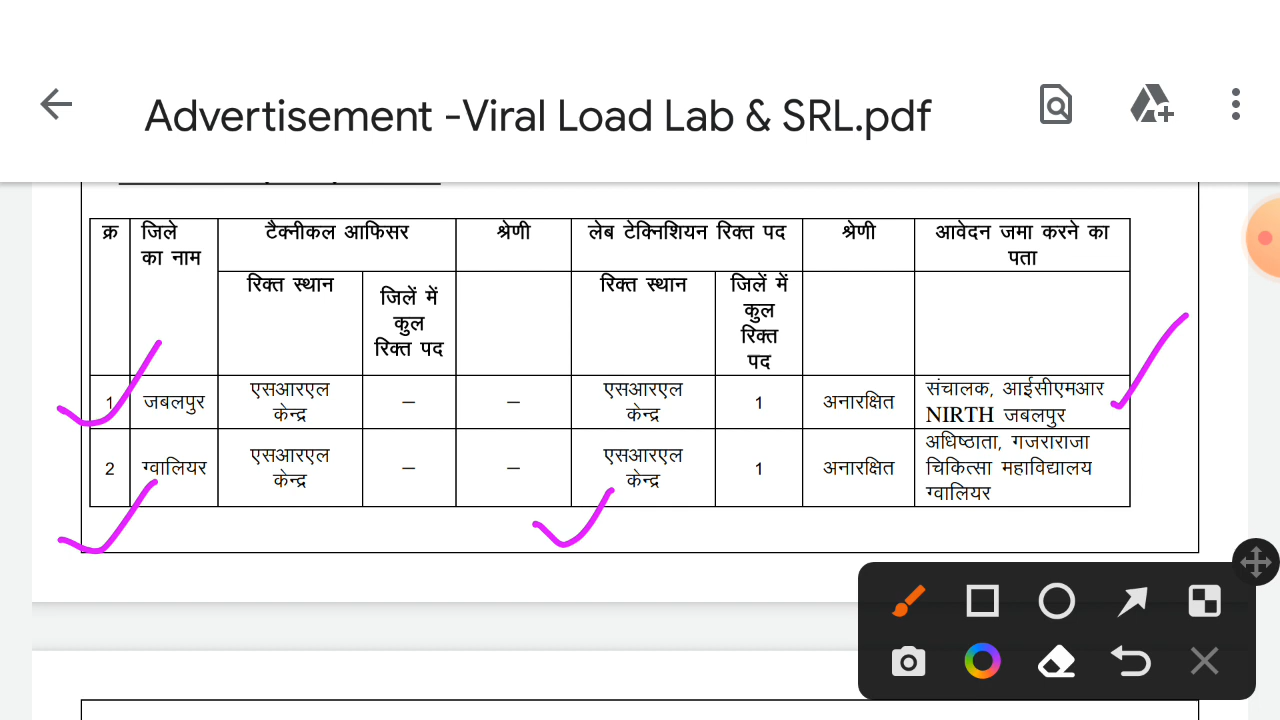 Advertisement -Viral Load Lab & SRL.pdf
क्र
जिले
का नाम
टैक्नीकल आफिसर
श्रेणी
लेब टेक्निशियन रिक्त पद
श्रेणी
आवेदन जमा करने का
पता
रिक्त स्थान
जिलें में
कुल
रिक्त पद
रिक्त स्थान
जिलें में
कुल
रिक्त
पद
1
जबलपुर
एसआरएल
केन्द्र
–
–
एसआरएल
केन्द्र
1
अनारक्षित
संचालक, आईसीएमआर
NIRTH जबलपुर
2
ग्वालियर
एसआरएल
केन्द्र
–
–
एसआरएल
केन्द्र
1
अनारक्षित
अधिष्ठाता, गजराराजा
चिकित्सा महाविद्यालय
ग्वालियर